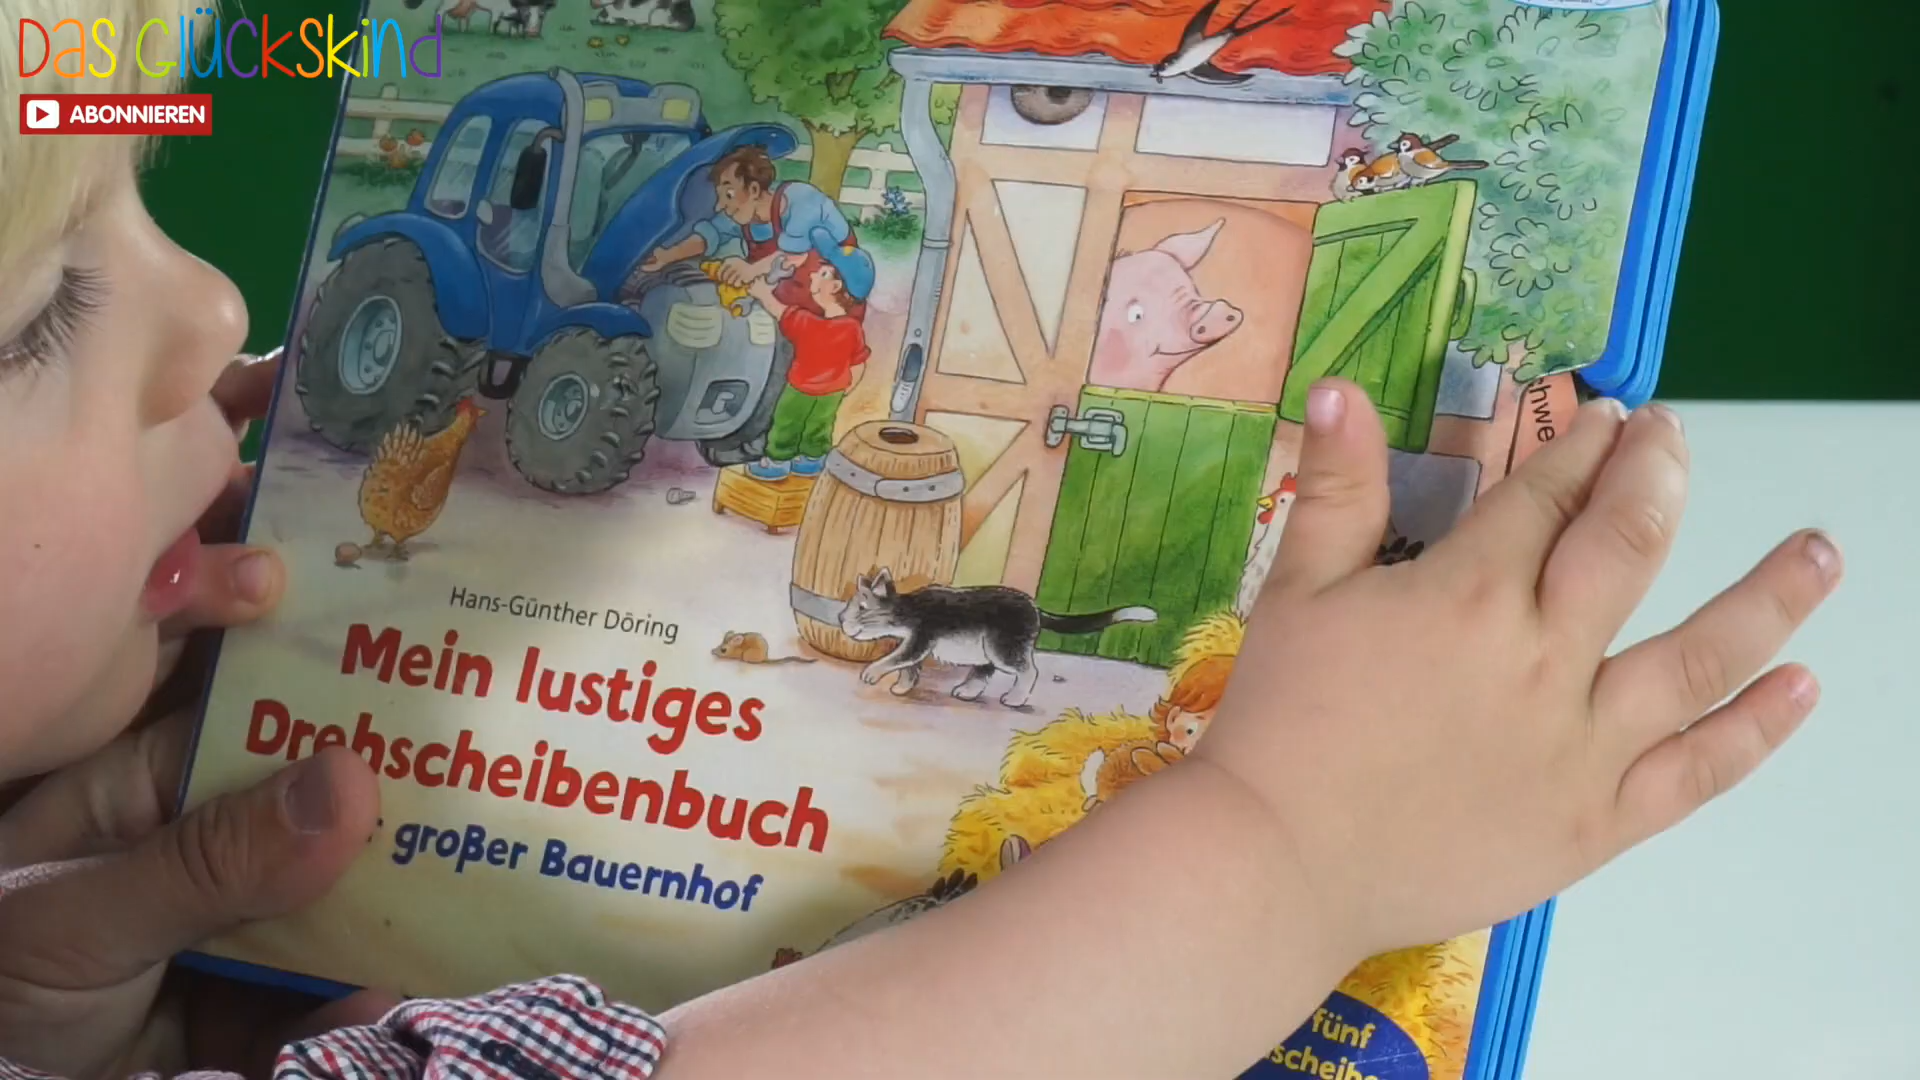 Das Glückskind
ABONNIEREN
Hans-Günther Döring
Mein lustiges
Drehscheibenbuch
großer Bauernhof
fünf